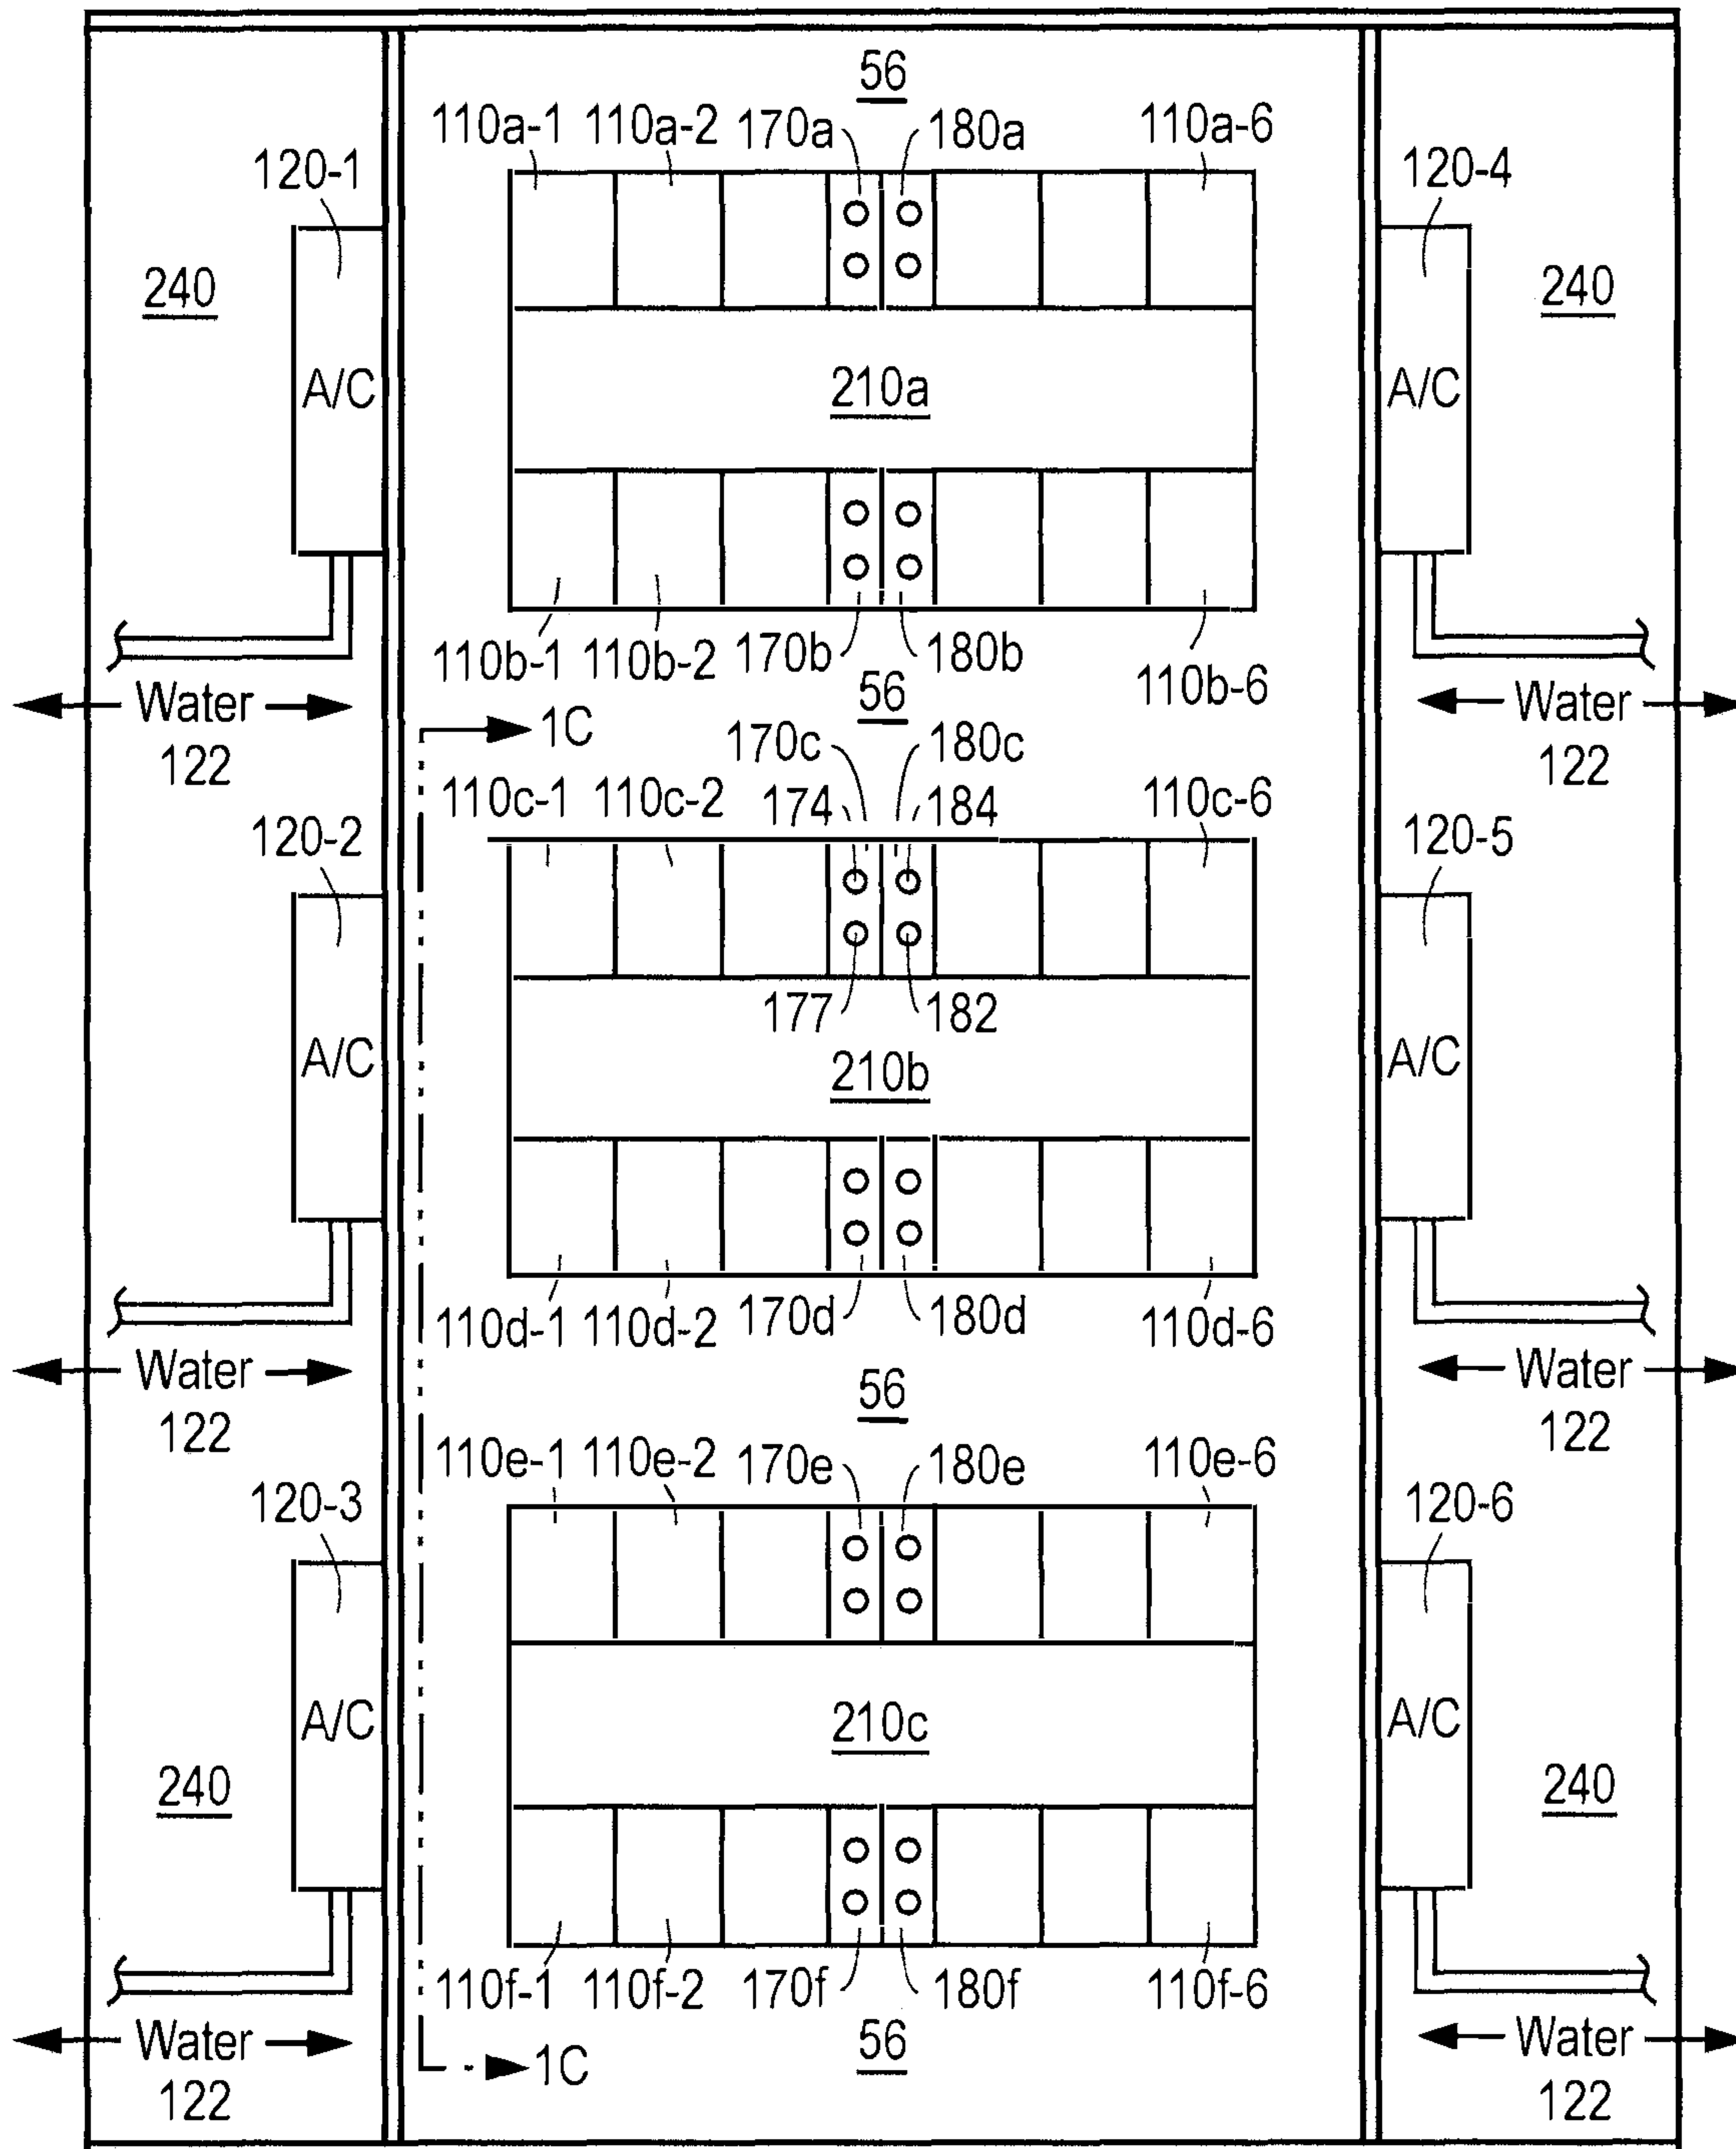 56
110a-1 110a-2 170a 180a 110a-6
120-1 120-4
240 240
A/C 210a A/C
110b-1 110b-2 170b 180b 110b-6
56
Water Water
122 122
1C
170c 180c
110c-1 110c-2 174 184 110c-6
120-2 120-5
177 182
A/C 210b A/C
110d-1 110d-2 170d 180d 110d-6
Water Water
122 122
56
110e-1 110e-2 170e 180e 110e-6
120-3 120-6
A/C 210c A/C
240 240
110f-1 110f-2 170f 180f 110f-6
Water Water
122 122
1C 56